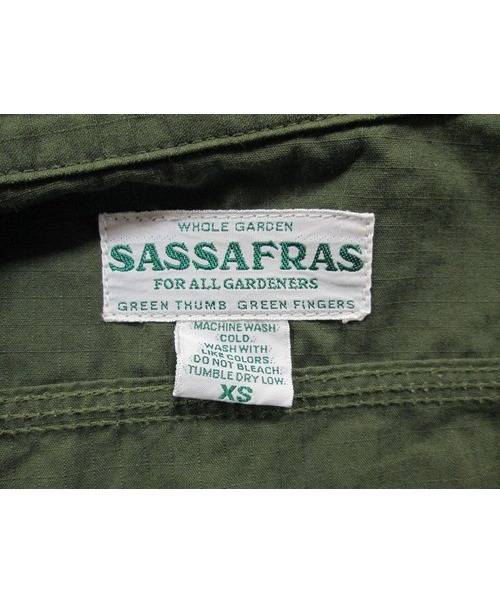 WHOLE GARDEN
SASSAFRAS
FOR ALL GARDENERS
GREEN THUMB GREEN FINGERS
MACHINE WASH
COLD.
WASH WITH
LIKE COLORS.
DO NOT BLEACH.
TUMBLE DRY LOW.
XS